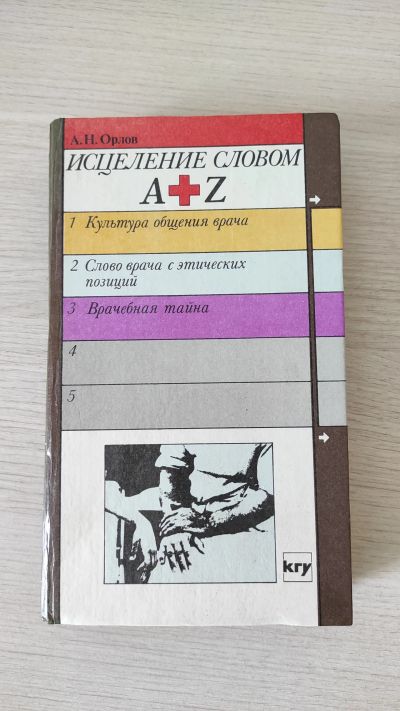 А.Н. Орлов
ИСЦЕЛЕНИЕ СЛОВОМ
A Z
1 Культура общения врача
2 Слово врача с этических
позиций
3 Врачебная тайна
4
5
кгу